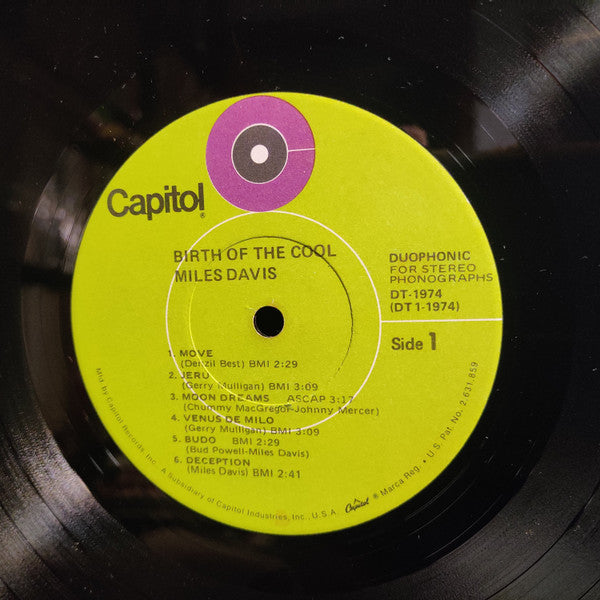 Capitol®
BIRTH OF THE COOL
MILES DAVIS
DUOPHONIC
FOR STEREO
PHONOGRAPHS
DT-1974
(DT1-1974)
Side 1
1. MOVE
(Denzil Best) BMI 2:29
2. JERU
(Gerry Mulligan) BMI 3:09
3. MOON DREAMS ASCAP 3:17
(Chummy MacGregor-Johnny Mercer)
4. VENUS DE MILO
(Gerry Mulligan) BMI 3:09
5. BUDO BMI 2:29
(Bud Powell-Miles Davis)
6. DECEPTION
(Miles Davis) BMI 2:41
Mfd. by Capitol Records, Inc., A Subsidiary of Capitol Industries, Inc., U.S.A. Capitol ® Marca Reg. • U.S. Pat. No. 2,631,859